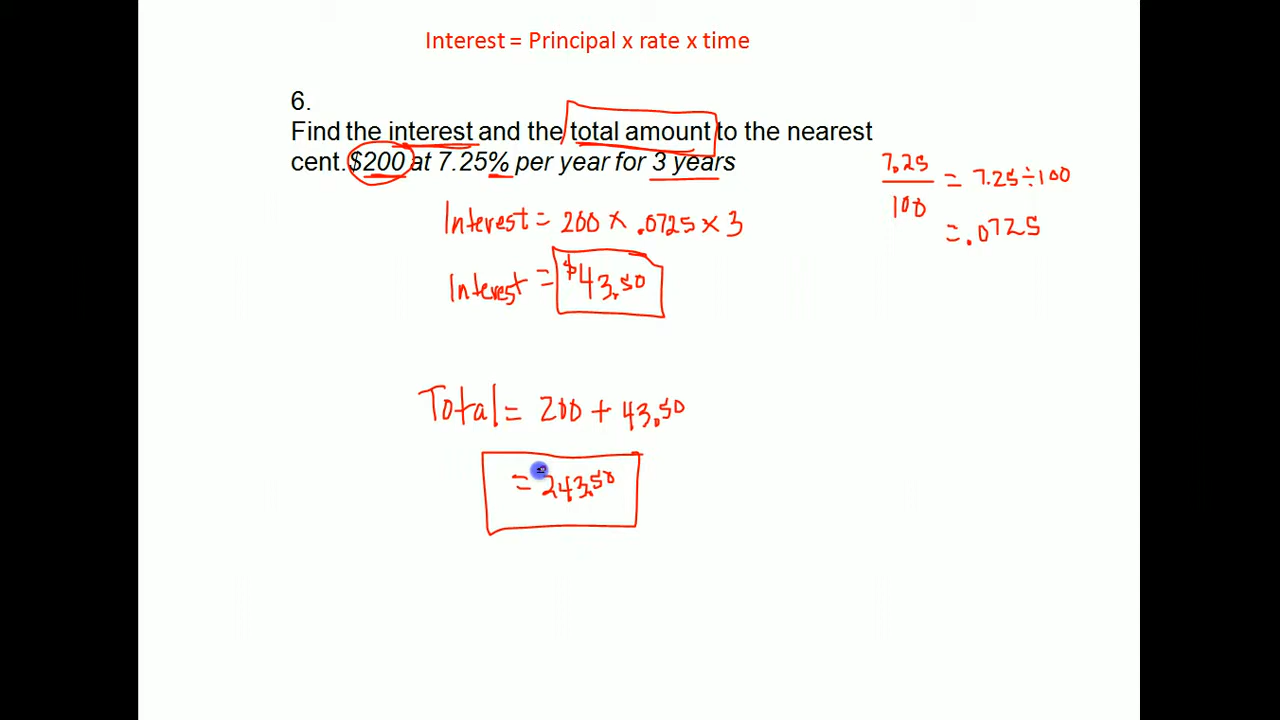 Interest = Principal x rate x time
6.
Find the interest and the total amount to the nearest
cent. $200 at 7.25% per year for 3 years
7.25
100
= 7.25 ÷ 100
= .0725
Interest = 200 × .0725 × 3
Interest = $43.50
Total = 200 + 43.50
= 243.50